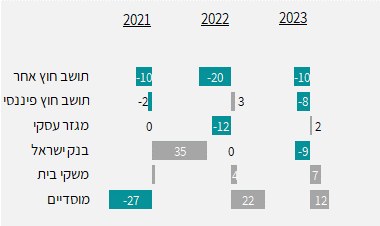 2023 2022 2021
תושב חוץ אחר -10 -20 -10
תושב חוץ פיננסי -2 3 -8
מגזר עסקי 0 -12 2
בנק ישראל 35 0 -9
משקי בית 4 7
מוסדיים -27 22 12